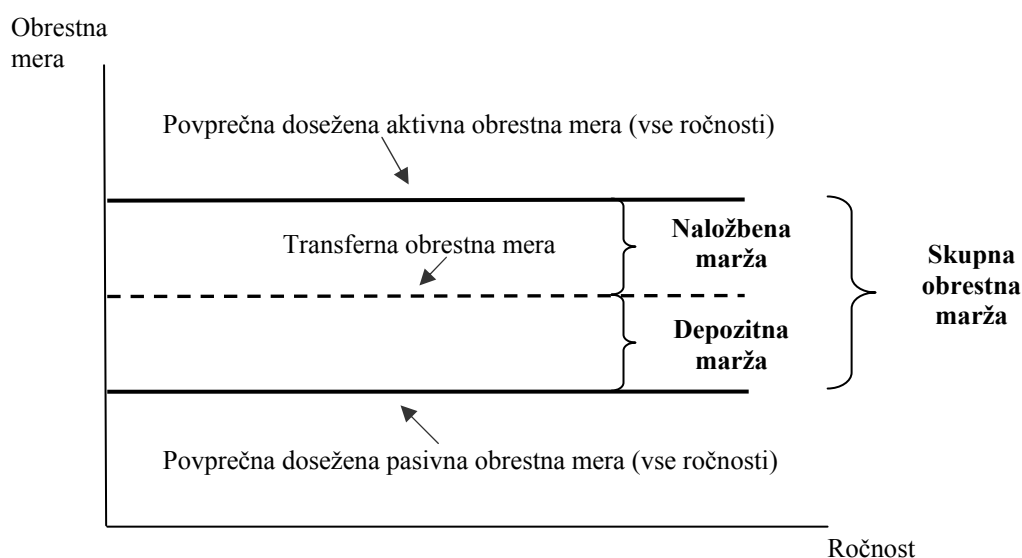 Obrestna
mera
Povprečna dosežena aktivna obrestna mera (vse ročnosti)
Transferna obrestna mera
Naložbena
marža
Skupna
obrestna
marža
Depozitna
marža
Povprečna dosežena pasivna obrestna mera (vse ročnosti)
Ročnost